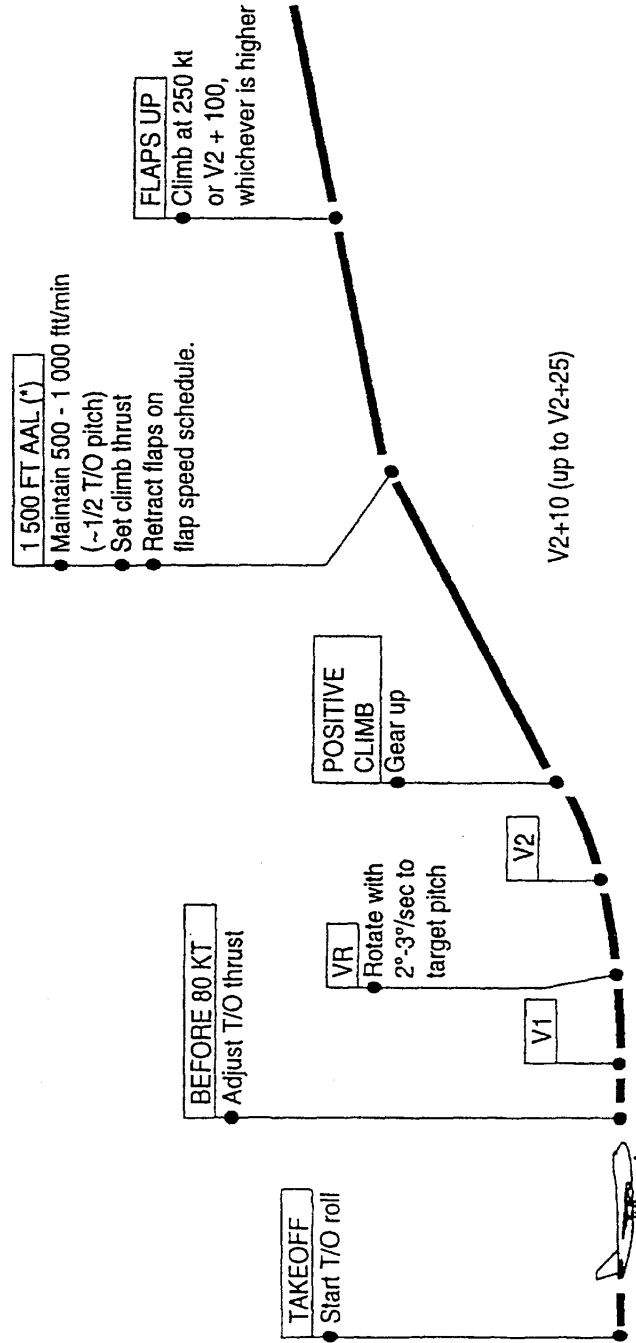 TAKEOFF
Start T/O roll
BEFORE 80 KT
Adjust T/O thrust
V1
VR
Rotate with
2°-3°/sec to
target pitch
V2
POSITIVE
CLIMB
Gear up
1 500 FT AAL (*)
Maintain 500 - 1 000 ftt/min
(~1/2 T/O pitch)
Set climb thrust
Retract flaps on
flap speed schedule.
V2+10 (up to V2+25)
FLAPS UP
Climb at 250 kt
or V2 + 100,
whichever is higher